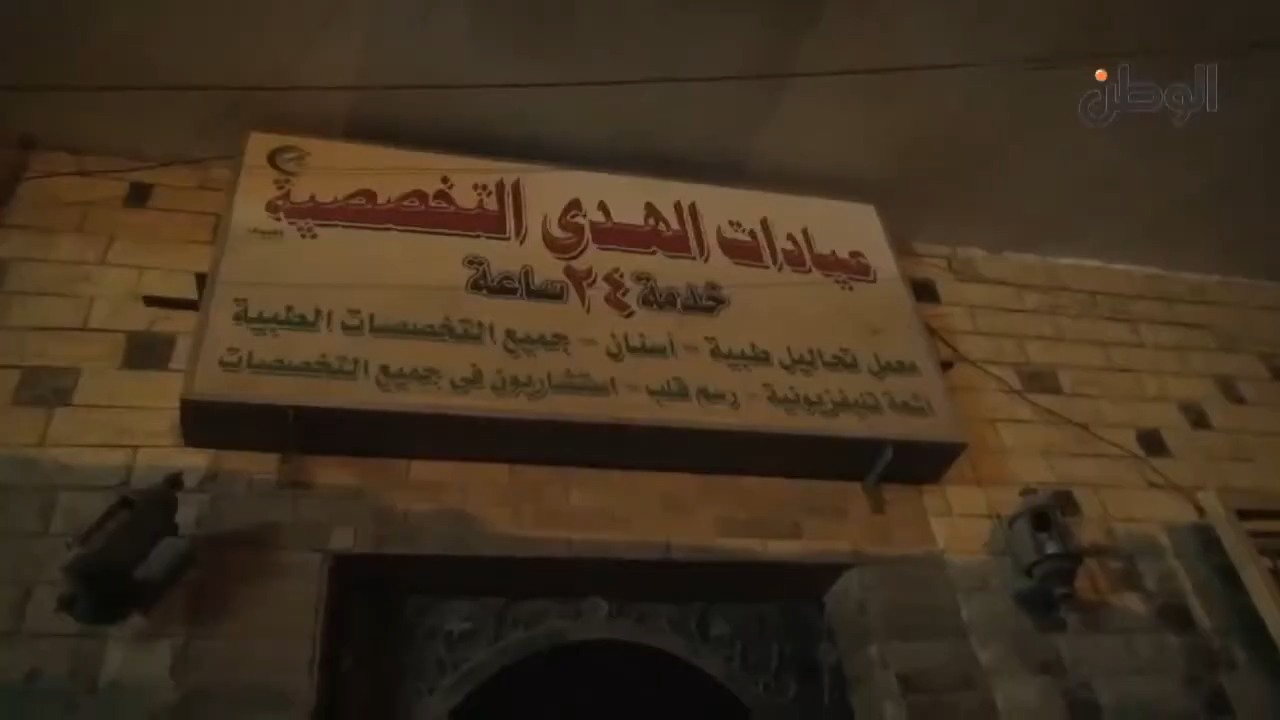 الوطن
عيادات الهدى التخصصية
خدمة ٢٤ ساعة
معمل تحاليل طبية - أسنان - جميع التخصصات الطبية
أشعة تليفزيونية - رسم قلب - استشاريون فى جميع التخصصات